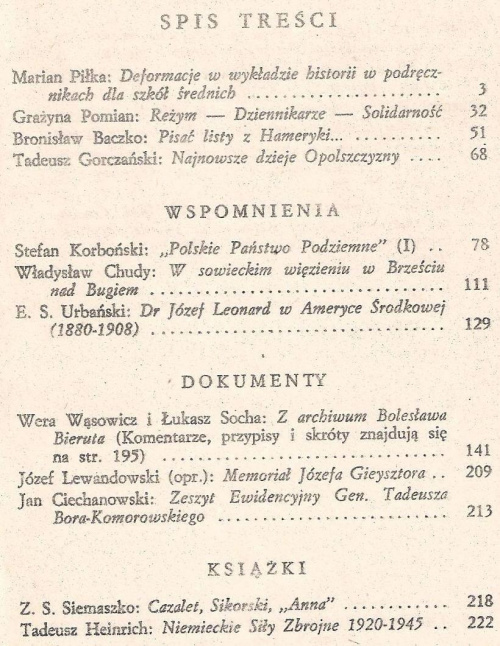 SPIS TREŚCI
Marian Piłka: Deformacje w wykładzie historii w podręcz-
nikach dla szkół średnich ........................ 3
Grażyna Pomian: Reżym — Dziennikarze — Solidarność 32
Bronisław Baczko: Pisać listy z Hameryki... ............. 51
Tadeusz Gorczański: Najnowsze dzieje Opolszczyzny .... 68
WSPOMNIENIA
Stefan Korboński: „Polskie Państwo Podziemne” (I) .. 78
Władysław Chudy: W sowieckim więzieniu w Brześciu
nad Bugiem ................................... 111
E. S. Urbański: Dr Józef Leonard w Ameryce Środkowej
(1880-1908) .................................. 129
DOKUMENTY
Wera Wąsowicz i Łukasz Socha: Z archiwum Bolesława
Bieruta (Komentarze, przypisy i skróty znajdują się
na str. 195) .................................. 141
Józef Lewandowski (opr.): Memoriał Józefa Gieysztora .. 209
Jan Ciechanowski: Zeszyt Ewidencyjny Gen. Tadeusza
Bora-Komorowskiego ........................... 213
KSIĄŻKI
Z. S. Siemaszko: Cazalet, Sikorski, „Anna” ............ 218
Tadeusz Heinrich: Niemieckie Siły Zbrojne 1920-1945 .. 222